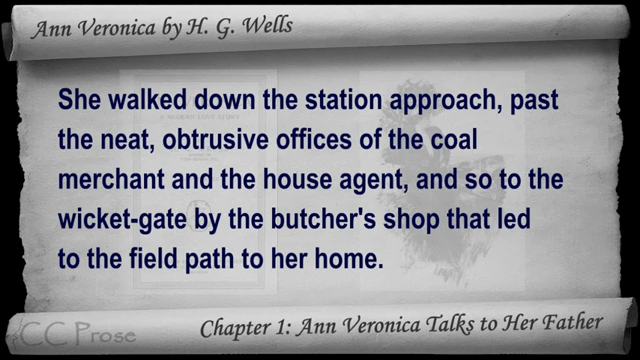 Ann Veronica by H. G. Wells
She walked down the station approach, past
the neat, obtrusive offices of the coal
merchant and the house agent, and so to the
wicket-gate by the butcher's shop that led
to the field path to her home.
CC Prose
Chapter 1: Ann Veronica Talks to Her Father